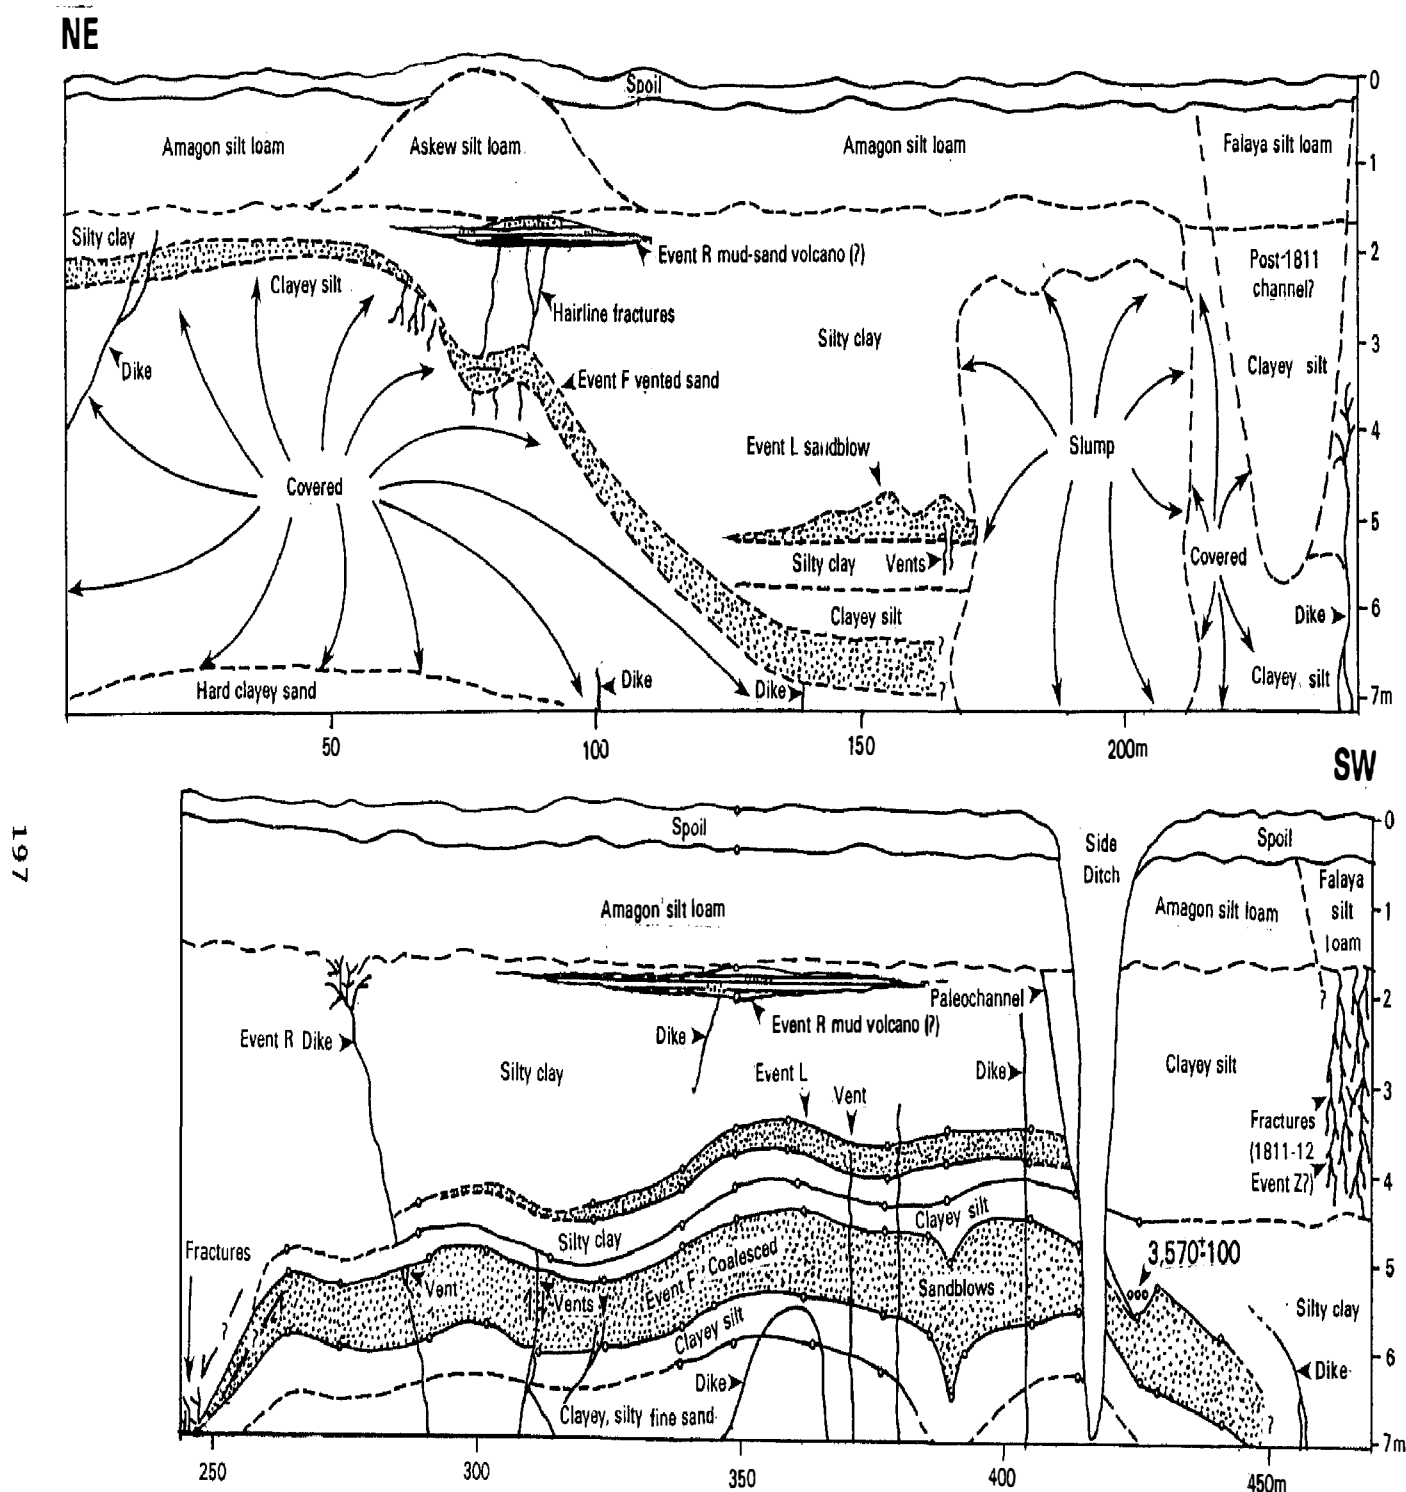 NE
Spoil
0
Amagon silt loam
Askew silt loam
Amagon silt loam
Falaya silt loam
1
Silty clay
Event R mud-sand volcano (?)
2
Post-1811
channel?
Clayey silt
Hairline fractures
Silty clay
3
Dike
Event F vented sand
Clayey silt
4
Event L sandblow
Slump
Covered
5
Silty clay
Vents
Covered
6
Clayey silt
Dike
?
Hard clayey sand
Dike
Dike
?
Clayey silt
7m
50
100
150
200m
SW
197
Spoil
Side
Ditch
Spoil
0
Amagon silt loam
Amagon silt loam
Falaya
silt
loam
1
Paleochannel
?
2
Event R Dike
Dike
Event R mud volcano (?)
Silty clay
Event L
Vent
Dike
Clayey silt
3
Fractures
(1811-12
Event Z?)
4
Clayey silt
Fractures
Silty clay
3,570±100
5
Event F, Coalesced
Sandblows
Vent
Vents
Silty clay
?
?
Clayey silt
6
Dike
Dike
Clayey, silty fine sand
?
7m
250
300
350
400
450m